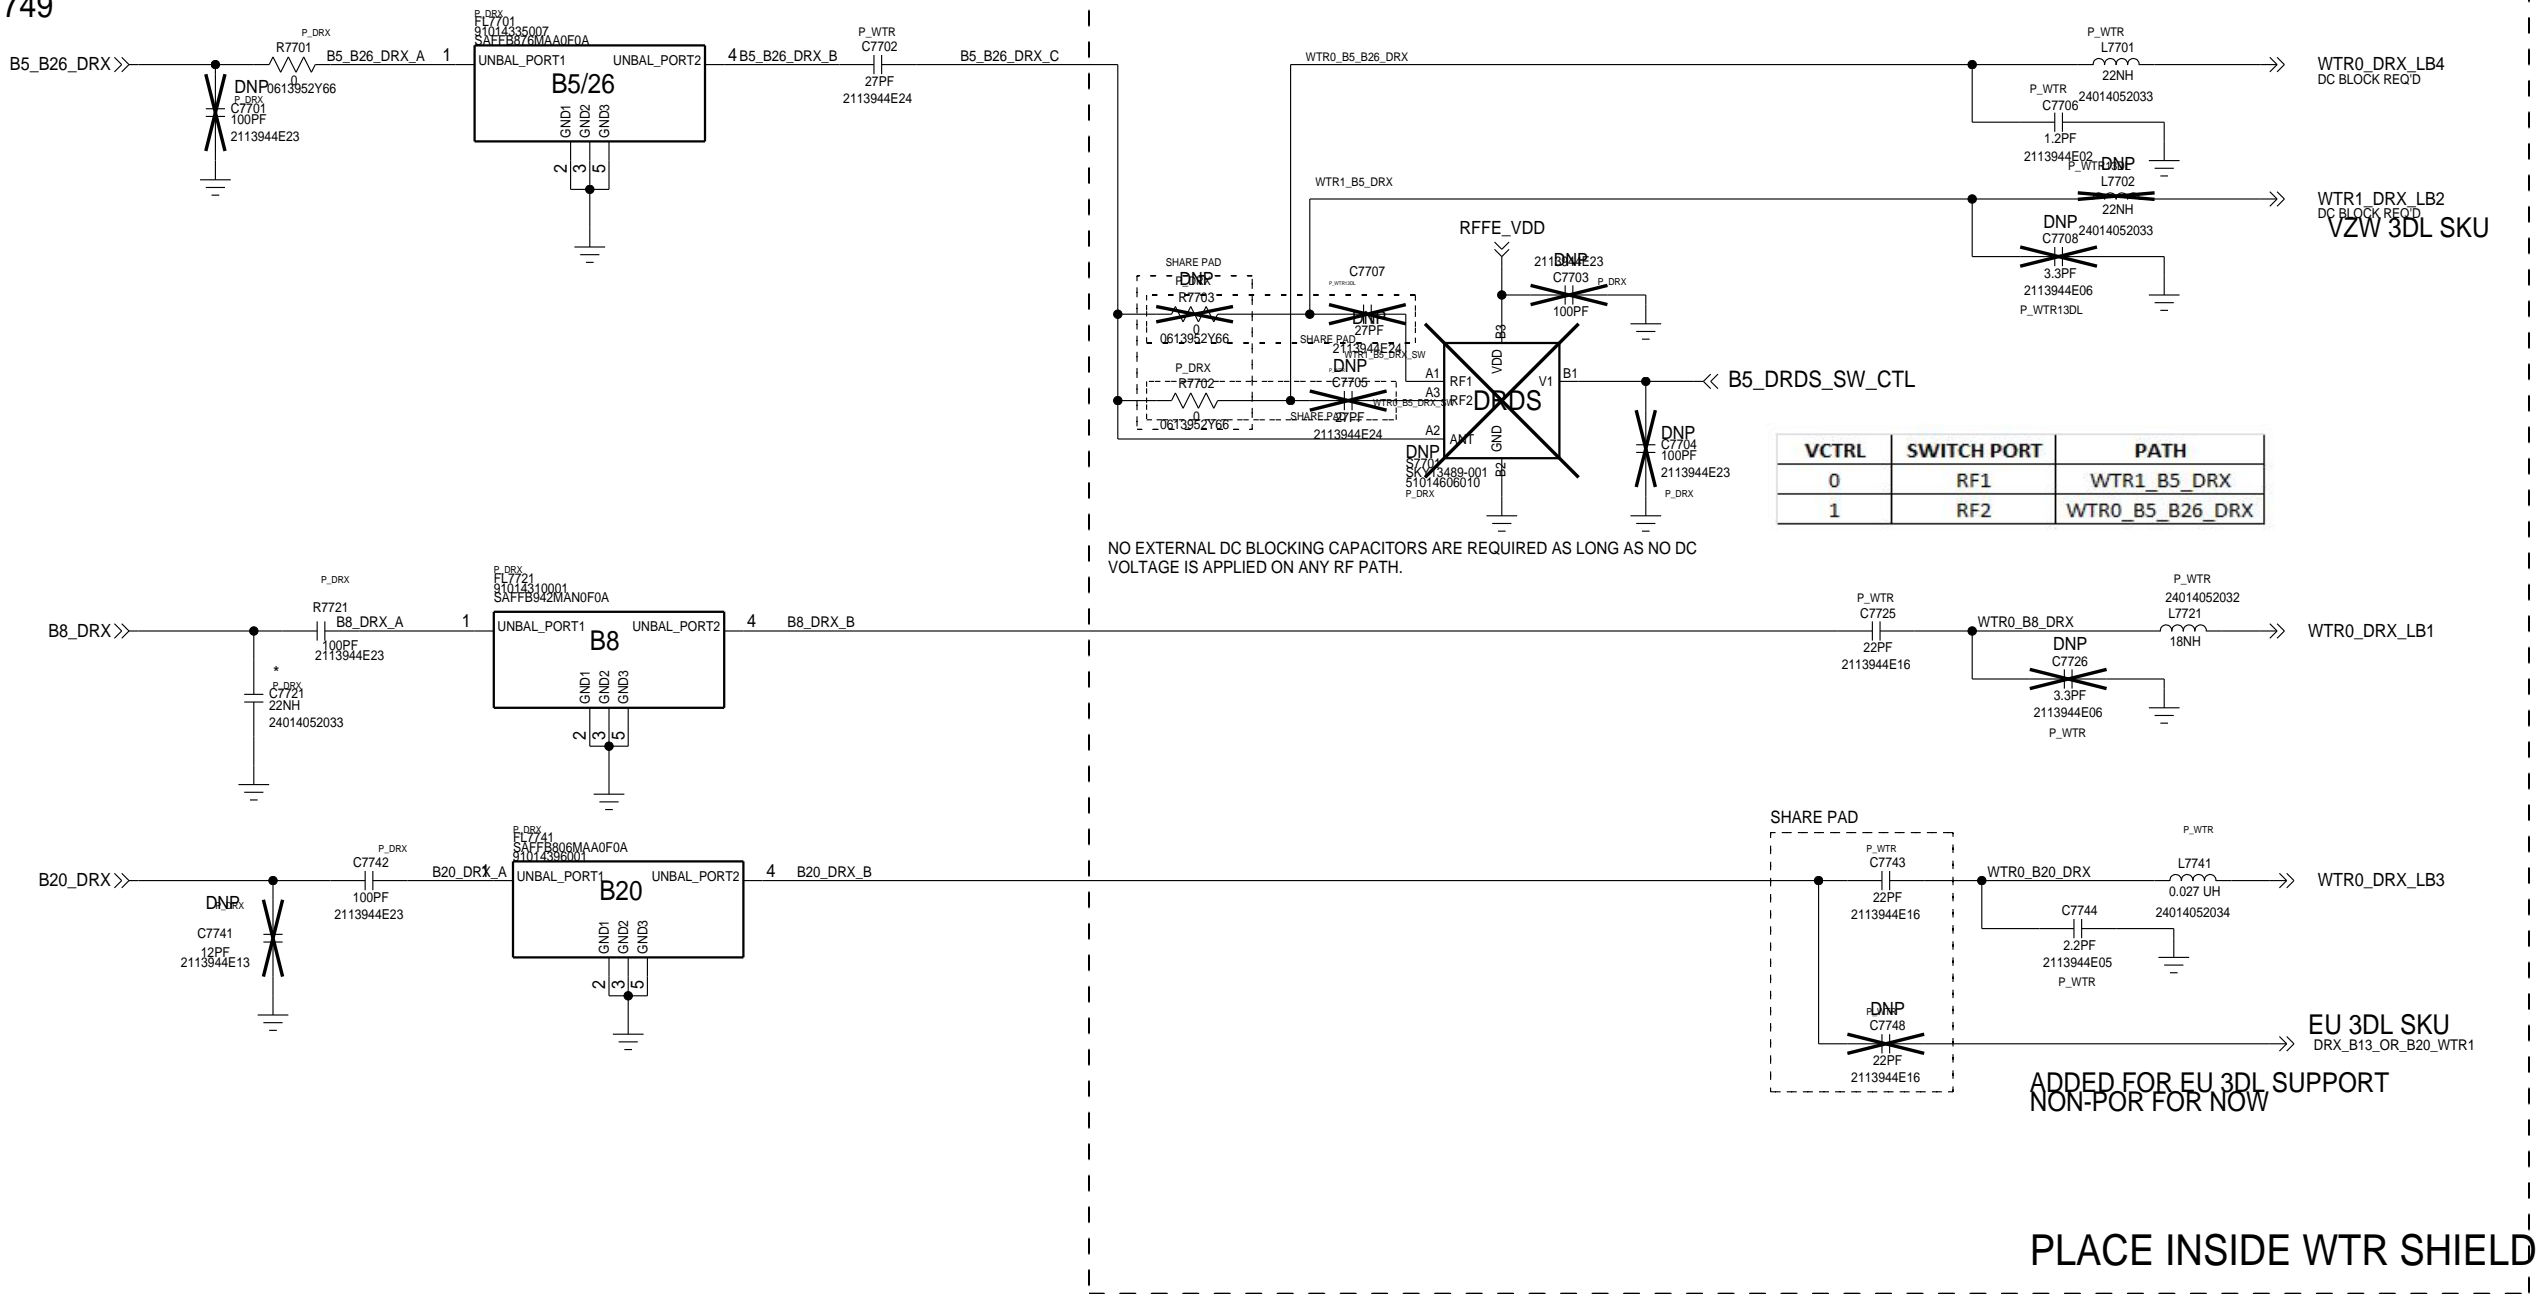 749
B5_B26_DRX
P_DRX
R7701
0
0613952Y66
B5_B26_DRX_A
1
DNP
P_DRX
C7701
100PF
2113944E23
P_DRX
FL7701
91014335007
SAFFB876MAA0F0A
UNBAL_PORT1
UNBAL_PORT2
B5/26
GND1
GND2
GND3
2
3
5
4
B5_B26_DRX_B
P_WTR
C7702
27PF
2113944E24
B5_B26_DRX_C
WTR0_B5_B26_DRX
P_WTR
L7701
22NH
24014052033
WTR0_DRX_LB4
DC BLOCK REQ'D
P_WTR
C7706
1.2PF
2113944E02
WTR1_B5_DRX
DNP
P_WTR13DL
L7702
22NH
24014052033
WTR1_DRX_LB2
DC BLOCK REQ'D
VZW 3DL SKU
DNP
C7708
3.3PF
2113944E06
P_WTR13DL
RFFE_VDD
DNP
2113944E23
C7703
P_DRX
100PF
SHARE PAD
DNP
P_DRX
R7703
0
0613952Y66
C7707
P_WTR13DL
DNP
27PF
2113944E24
SHARE PAD
WTR1_B5_DRX_SW
P_DRX
R7702
0
0613952Y66
DNP
C7705
27PF
2113944E24
SHARE PAD
WTR0_B5_DRX_SW
A1
A3
A2
RF1
RF2
ANT
VDD
B3
V1
B1
GND
B2
DRDS
DNP
S7701
SKY13489-001
51014606010
P_DRX
B5_DRDS_SW_CTL
DNP
C7704
100PF
2113944E23
P_DRX
VCTRL SWITCH PORT PATH
0 RF1 WTR1_B5_DRX
1 RF2 WTR0_B5_B26_DRX
NO EXTERNAL DC BLOCKING CAPACITORS ARE REQUIRED AS LONG AS NO DC
VOLTAGE IS APPLIED ON ANY RF PATH.
B8_DRX
P_DRX
R7721
100PF
2113944E23
B8_DRX_A
1
*
P_DRX
C7721
22NH
24014052033
P_DRX
FL7721
91014310001
SAFFB942MAN0F0A
UNBAL_PORT1
UNBAL_PORT2
B8
GND1
GND2
GND3
2
3
5
4
B8_DRX_B
P_WTR
C7725
22PF
2113944E16
WTR0_B8_DRX
P_WTR
24014052032
L7721
18NH
WTR0_DRX_LB1
DNP
C7726
3.3PF
2113944E06
P_WTR
B20_DRX
P_DRX
C7742
100PF
2113944E23
B20_DRX_A
1
DNP
P_DRX
C7741
12PF
2113944E13
P_DRX
FL7741
SAFFB806MAA0F0A
91014396001
UNBAL_PORT1
UNBAL_PORT2
B20
GND1
GND2
GND3
2
3
5
4
B20_DRX_B
SHARE PAD
P_WTR
C7743
22PF
2113944E16
WTR0_B20_DRX
P_WTR
L7741
0.027 UH
24014052034
WTR0_DRX_LB3
C7744
2.2PF
2113944E05
P_WTR
DNP
C7748
22PF
2113944E16
EU 3DL SKU
DRX_B13_OR_B20_WTR1
ADDED FOR EU 3DL SUPPORT
NON-POR FOR NOW
PLACE INSIDE WTR SHIELD